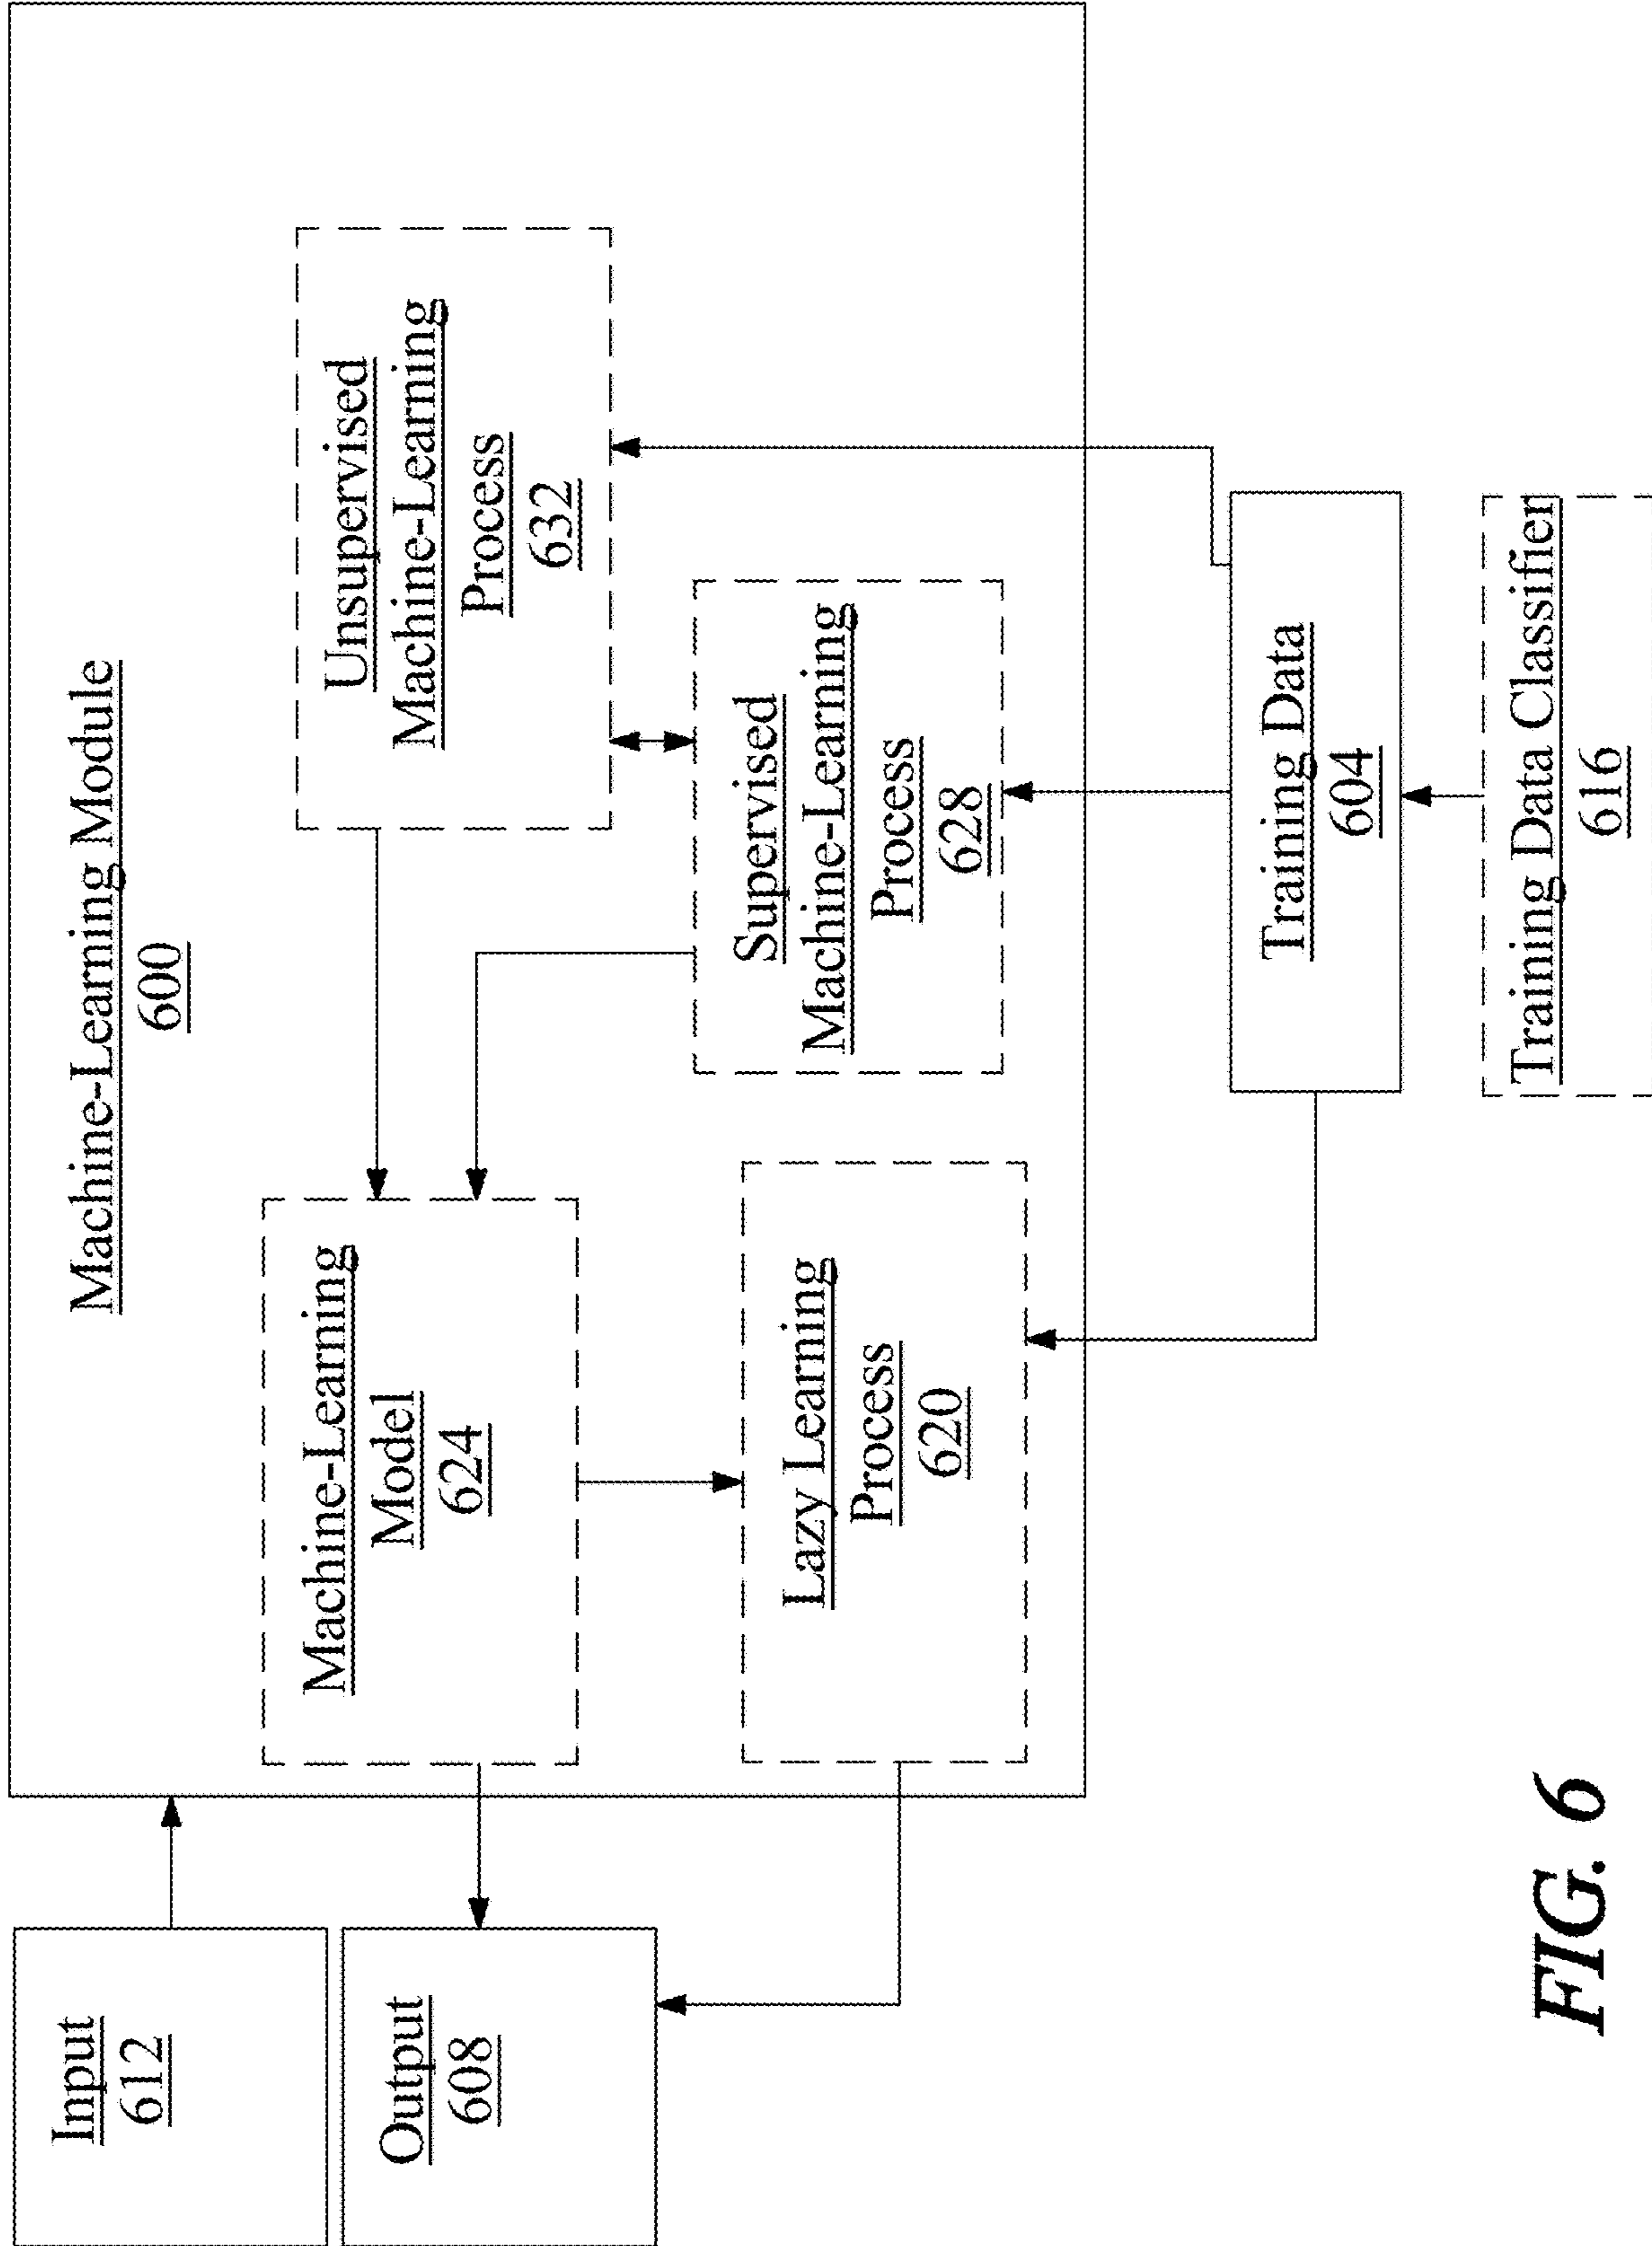 Machine-Learning Module
600
Input
612
Output
608
Machine-Learning
Model
624
Unsupervised
Machine-Learning
Process
632
Lazy Learning
Process
620
Supervised
Machine-Learning
Process
628
Training Data
604
Training Data Classifier
616
FIG. 6